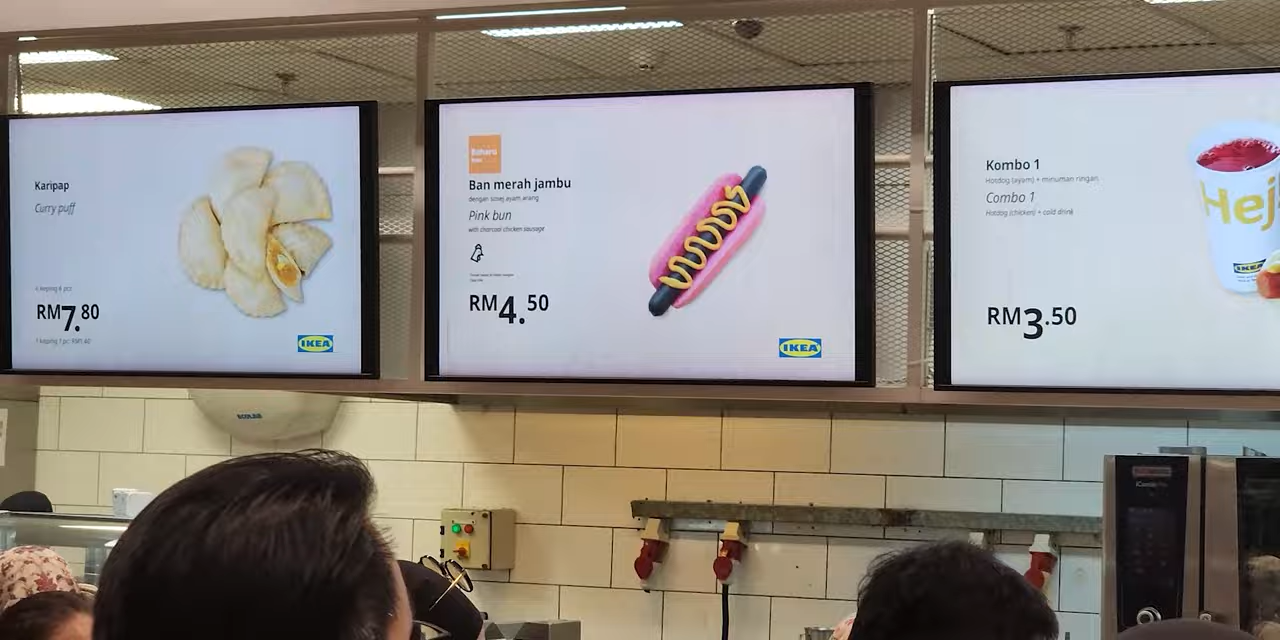 Karipap
Curry puff
RM7.80
IKEA
Baharu
Ban merah jambu
dengan sosej ayam arang
Pink bun
with charcoal chicken sausage
RM4.50
IKEA
Kombo 1
Hotdog (ayam) + minuman ringan
Combo 1
Hotdog (chicken) + cold drink
RM3.50
Hej
IKEA
ECOLAB